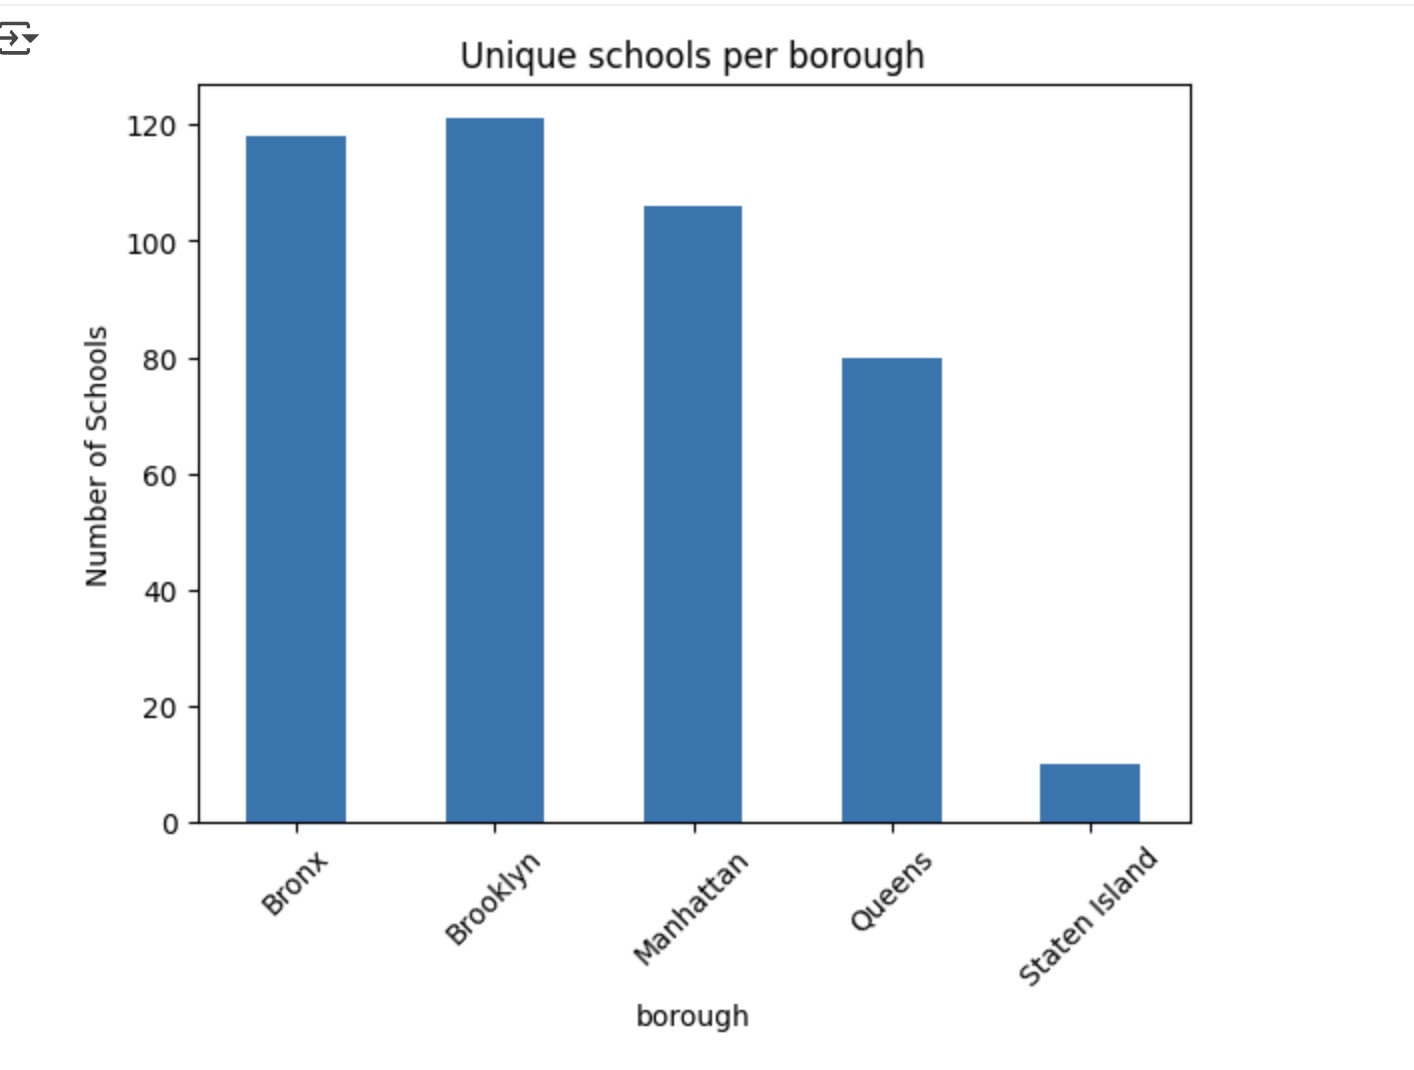 Unique schools per borough
120
100
80
60
40
20
0
Number of Schools
Bronx
Brooklyn
Manhattan
Queens
Staten Island
borough